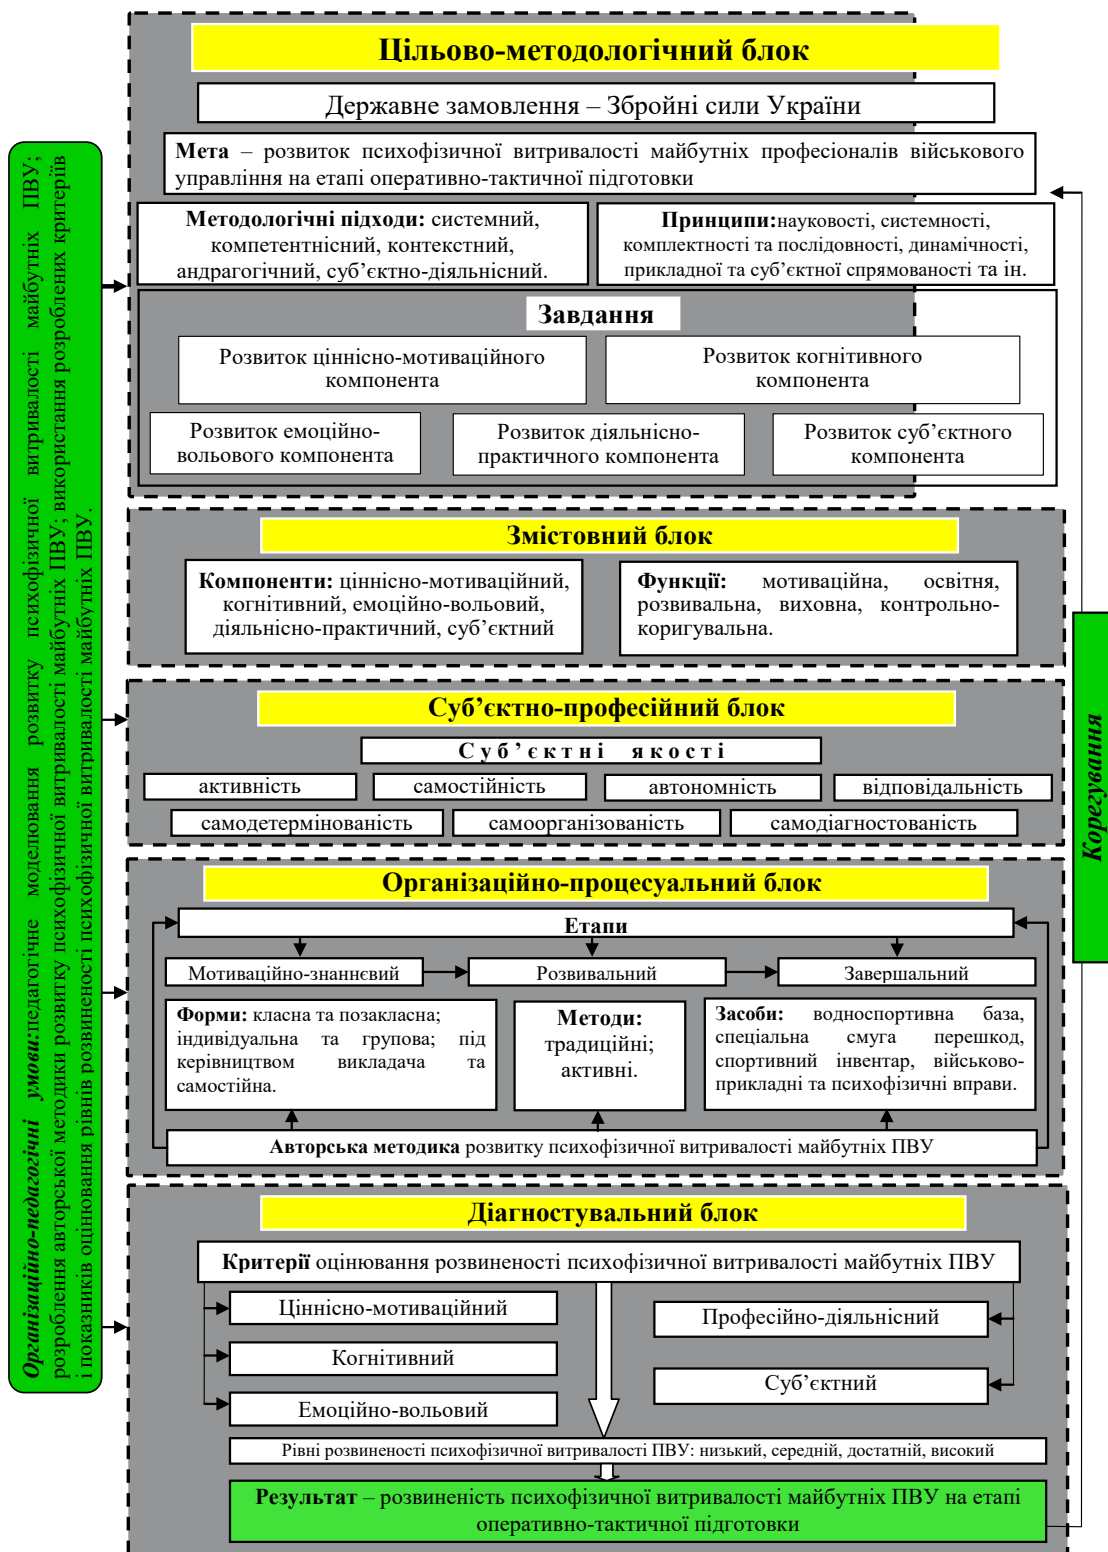 Цільово-методологічний блок
Державне замовлення – Збройні сили України
Мета – розвиток психофізичної витривалості майбутніх професіоналів військового
управління на етапі оперативно-тактичної підготовки
Методологічні підходи: системний,
компетентнісний, контекстний,
андрагогічний, суб’єктно-діяльнісний.
Принципи:науковості, системності,
комплектності та послідовності, динамічності,
прикладної та суб’єктної спрямованості та ін.
Завдання
Розвиток ціннісно-мотиваційного
компонента
Розвиток когнітивного
компонента
Розвиток емоційно-
вольового компонента
Розвиток діяльнісно-
практичного компонента
Розвиток суб’єктного
компонента
Організаційно-педагогічні умови:педагогічне моделювання розвитку психофізичної витривалості майбутніх ПВУ;
розроблення авторської методики розвитку психофізичної витривалості майбутніх ПВУ; використання розроблених критеріїв
і показників оцінювання рівнів розвиненості психофізичної витривалості майбутніх ПВУ.
Змістовний блок
Компоненти: ціннісно-мотиваційний,
когнітивний, емоційно-вольовий,
діяльнісно-практичний, суб’єктний
Функції: мотиваційна, освітня,
розвивальна, виховна, контрольно-
коригувальна.
Суб’єктно-професійний блок
Суб’єктні якості
активність
самостійність
автономність
відповідальність
самодетермінованість
самоорганізованість
самодіагностованість
Корегування
Організаційно-процесуальний блок
Етапи
Мотиваційно-знаннєвий
Розвивальний
Завершальний
Форми: класна та позакласна;
індивідуальна та групова; під
керівництвом викладача та
самостійна.
Методи:
традиційні;
активні.
Засоби: водноспортивна база,
спеціальна смуга перешкод,
спортивний інвентар, військово-
прикладні та психофізичні вправи.
Авторська методика розвитку психофізичної витривалості майбутніх ПВУ
Діагностувальний блок
Критерії оцінювання розвиненості психофізичної витривалості майбутніх ПВУ
Ціннісно-мотиваційний
Професійно-діяльнісний
Когнітивний
Суб’єктний
Емоційно-вольовий
Рівні розвиненості психофізичної витривалості ПВУ: низький, середній, достатній, високий
Результат – розвиненість психофізичної витривалості майбутніх ПВУ на етапі
оперативно-тактичної підготовки